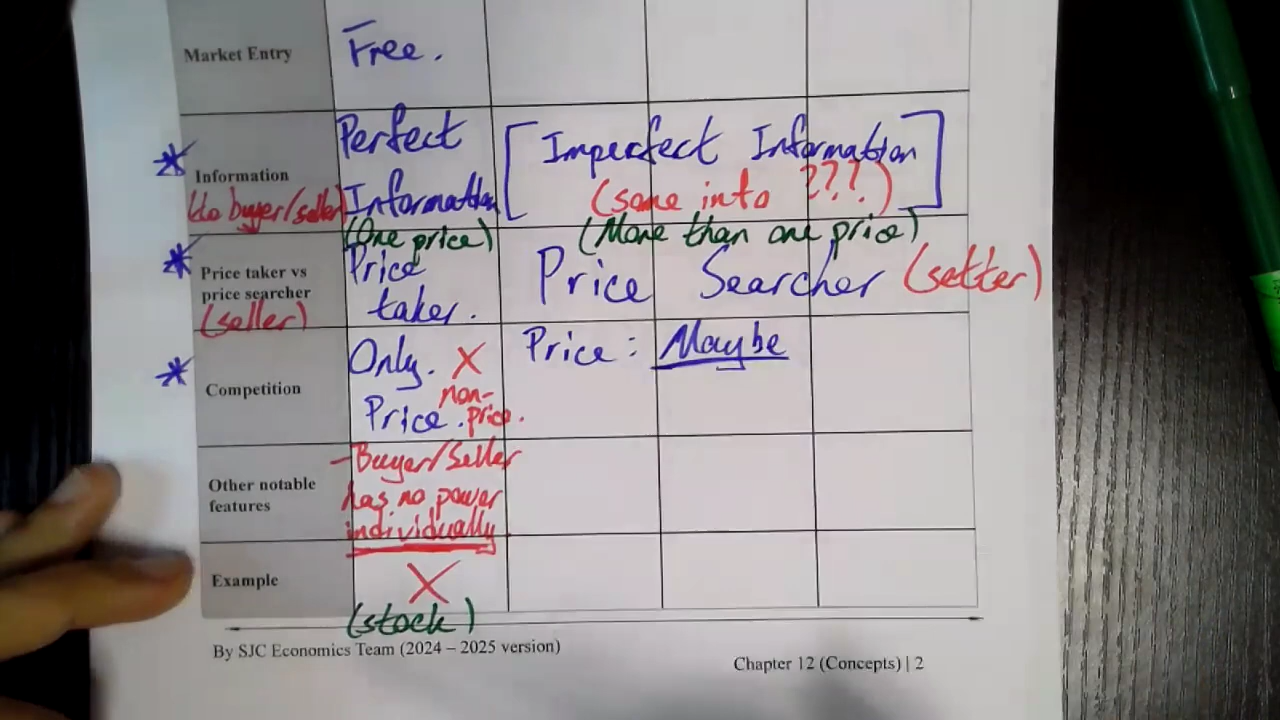 Market Entry
Free.
Information
(to buyer/seller)
Perfect
Information
(One price)
Imperfect Information
(some info ???)
(More than one price)
Price taker vs
price searcher
(seller)
Price
taker.
Price Searcher (setter)
Competition
Only. X
non-
Price. price.
Price: Maybe
Other notable
features
-Buyer/Seller
has no power
individually
Example
X
(stock)
By SJC Economics Team (2024 – 2025 version)
Chapter 12 (Concepts) | 2